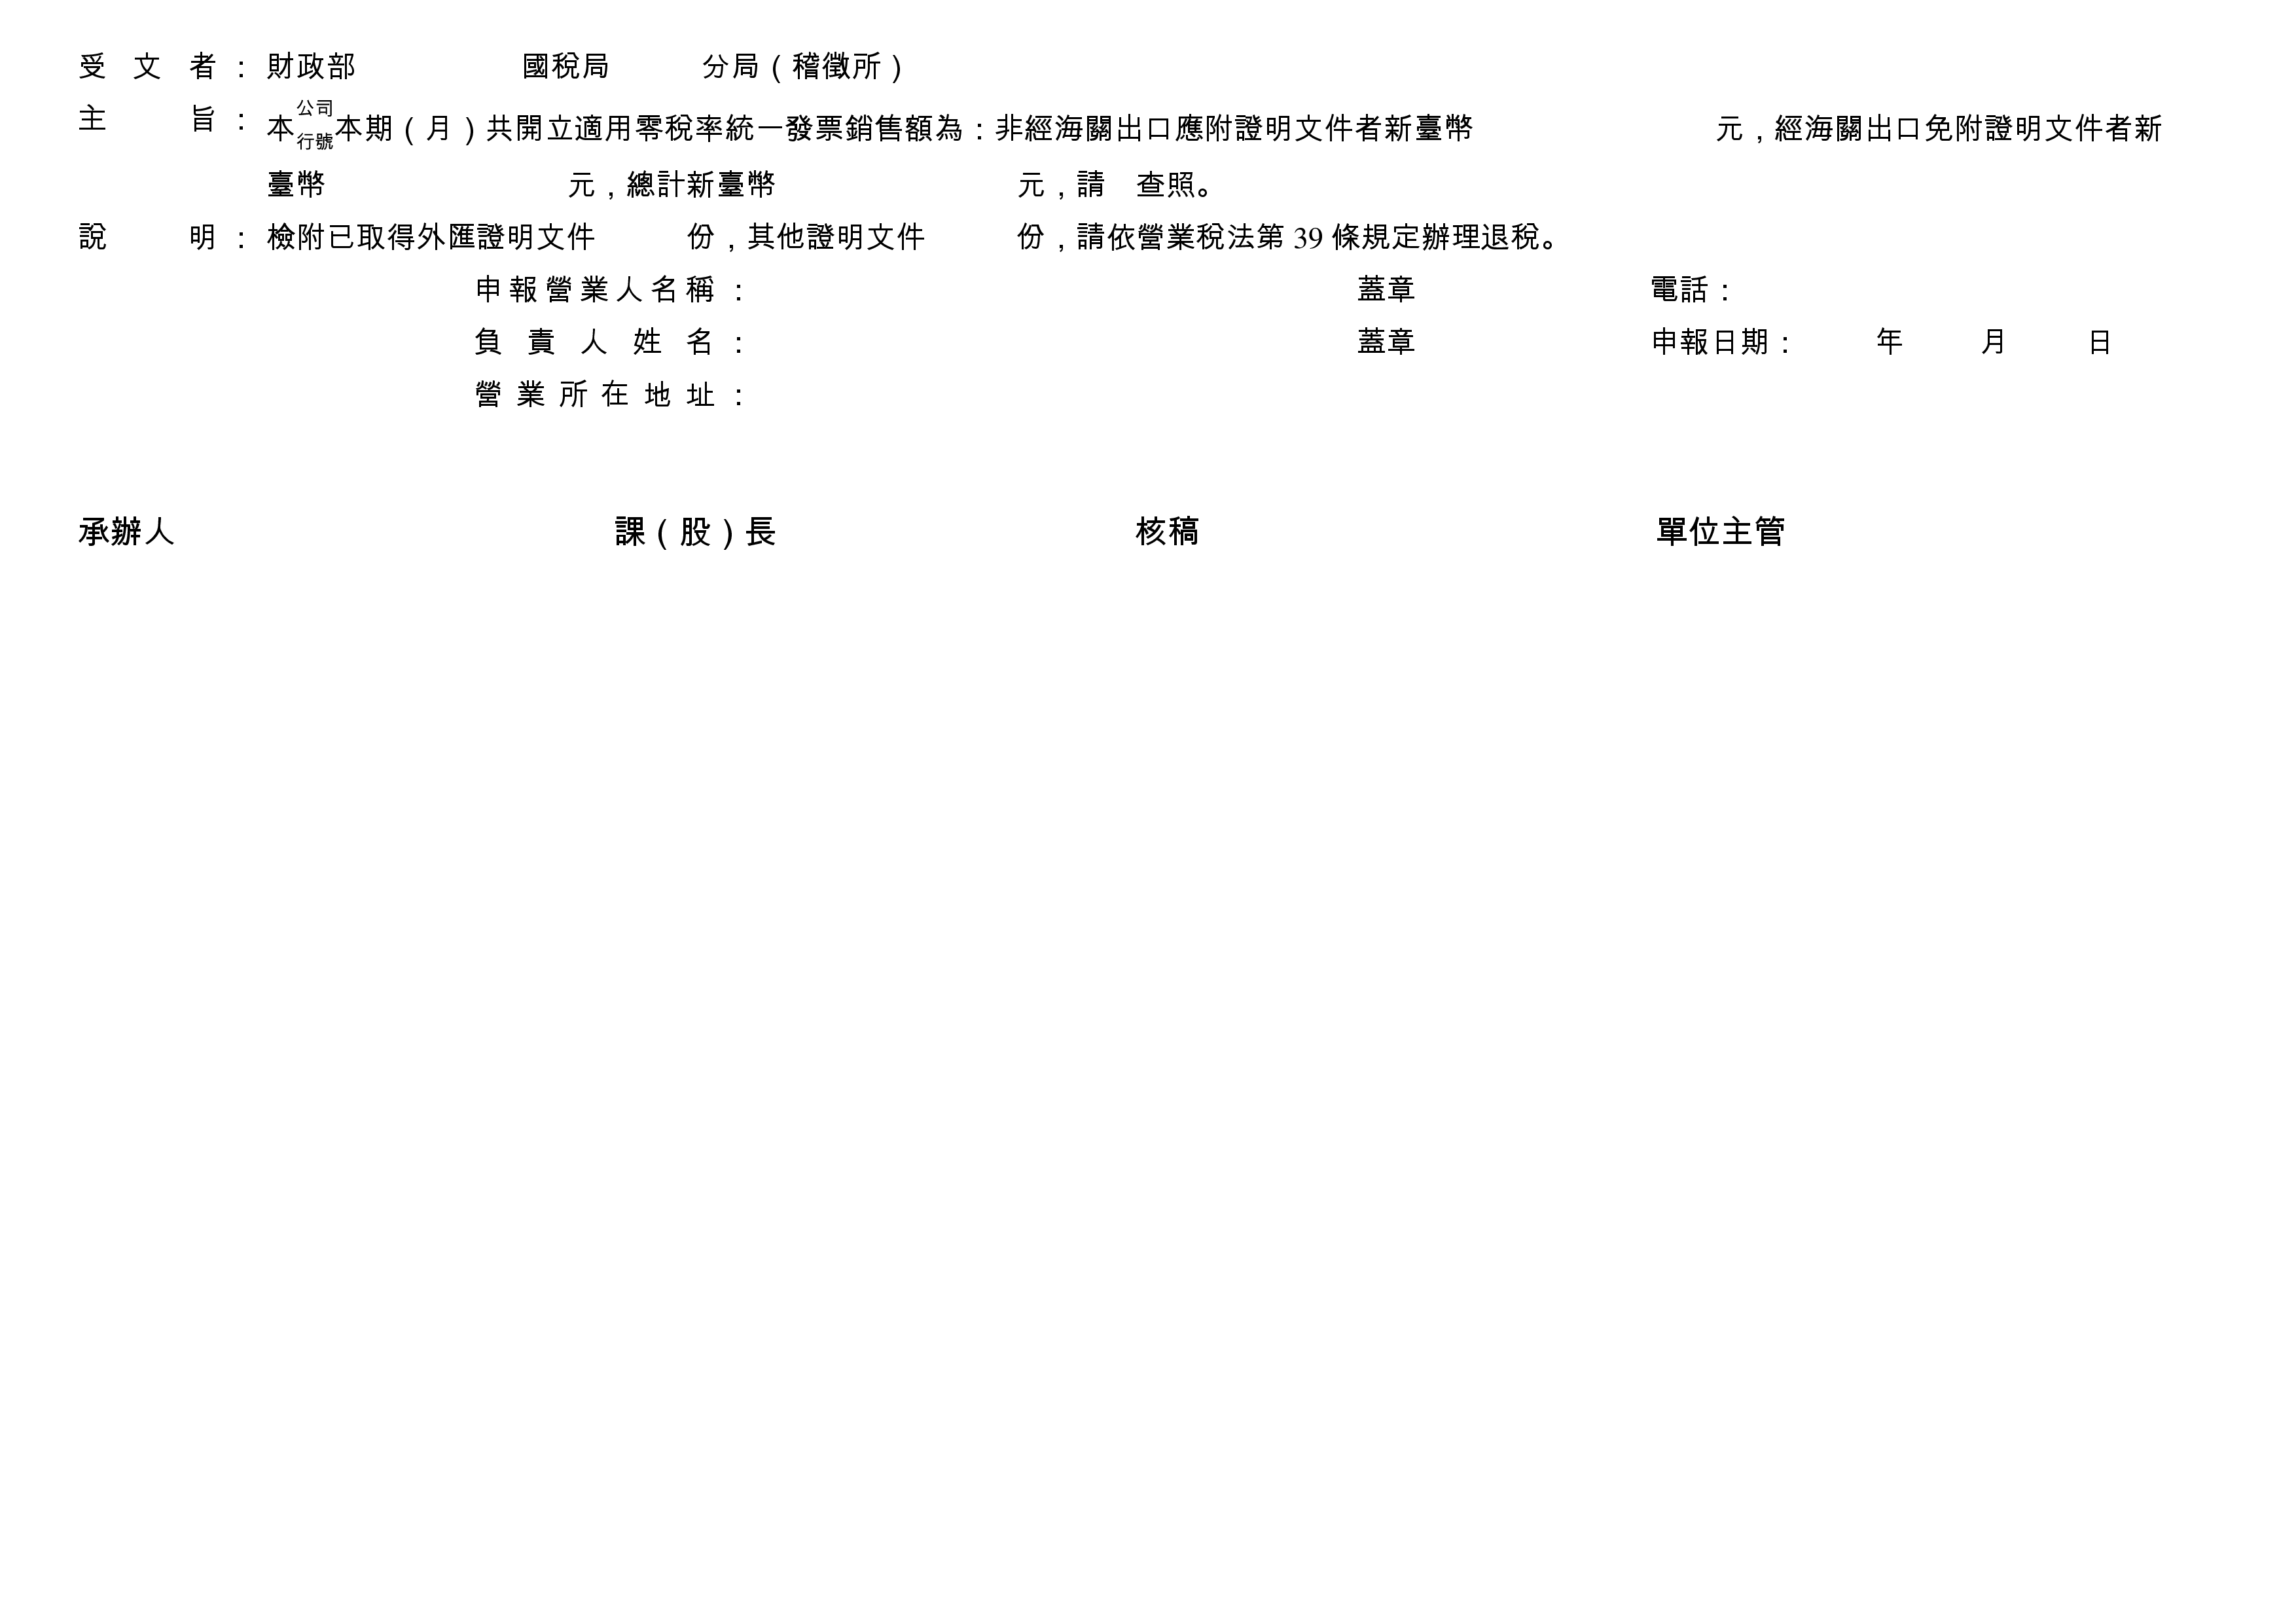 受文者：財政部　　　　　國稅局　　　分局（稽徵所）
主旨：本公司行號本期（月）共開立適用零稅率統一發票銷售額為：非經海關出口應附證明文件者新臺幣　　　　　　　　元，經海關出口免附證明文件者新
臺幣　　　　　　　　元，總計新臺幣　　　　　　　　元，請　查照。
說明：檢附已取得外匯證明文件　　　份，其他證明文件　　　份，請依營業稅法第 39 條規定辦理退稅。
申報營業人名稱：　　　　　　　　蓋章　　　　電話：
負責人姓名：　　　　　　　　蓋章　　　　申報日期：　　年　　月　　日
營業所在地址：
承辦人　　　　　　　　課（股）長　　　　　　　　核稿　　　　　　　　單位主管